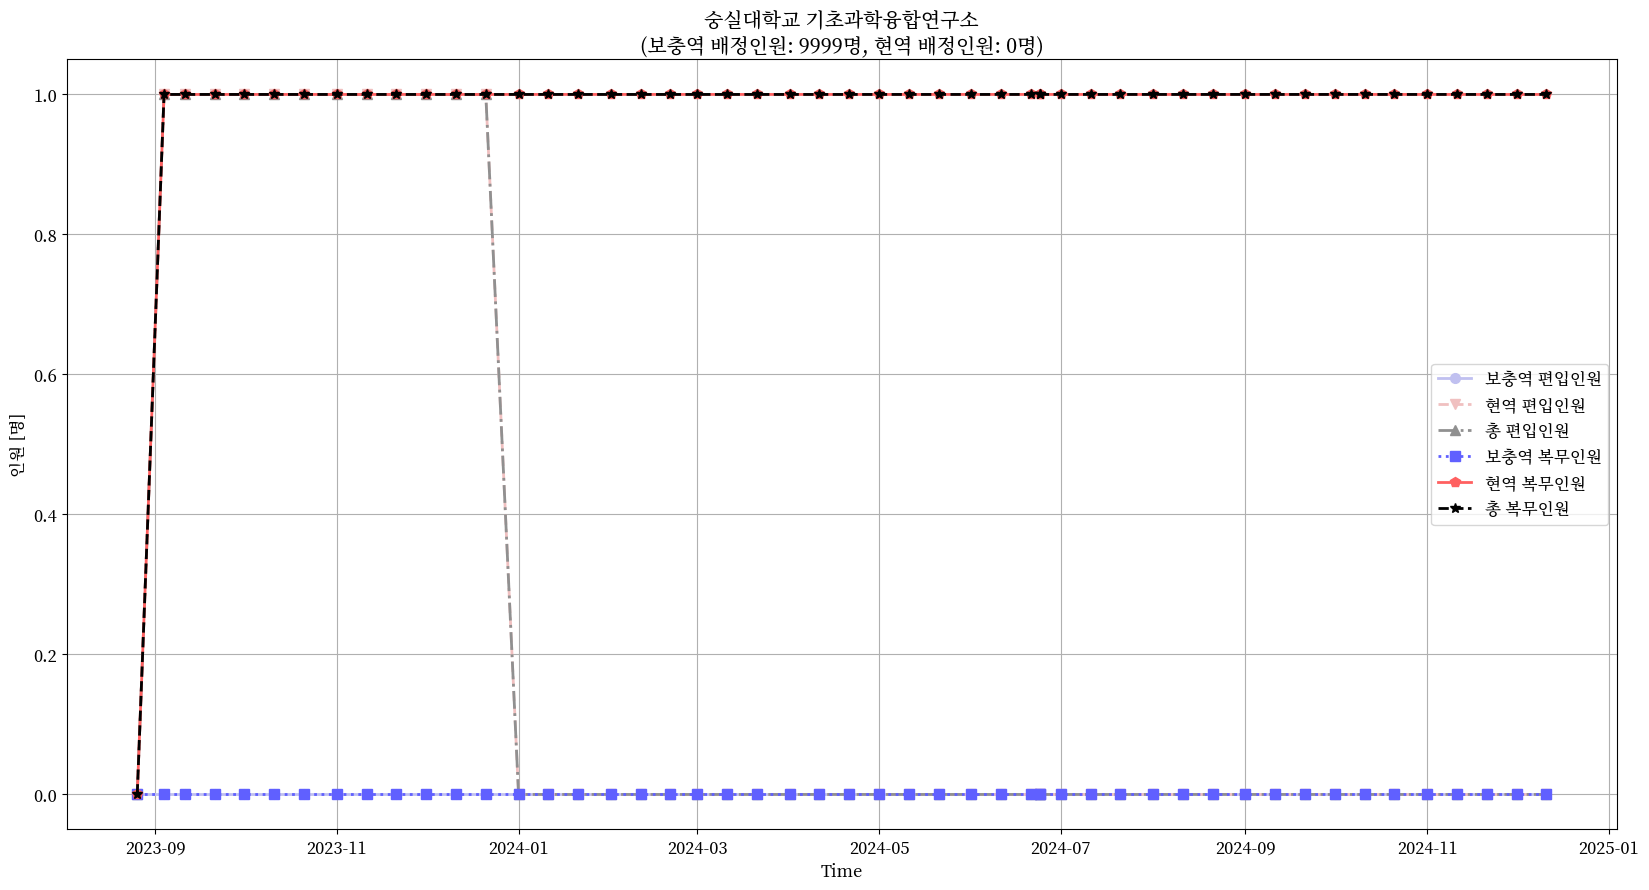 숭실대학교 기초과학융합연구소
(보충역 배정인원: 9999명, 현역 배정인원: 0명)
1.0
0.8
0.6
0.4
0.2
0.0
인원 [명]
보충역 편입인원
현역 편입인원
총 편입인원
보충역 복무인원
현역 복무인원
총 복무인원
2023-09 2023-11 2024-01 2024-03 2024-05 2024-07 2024-09 2024-11 2025-01
Time